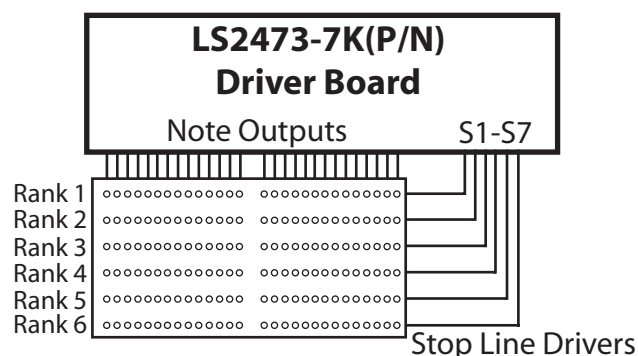 LS2473-7K(P/N)
Driver Board
Note Outputs S1-S7
Rank 1
Rank 2
Rank 3
Rank 4
Rank 5
Rank 6
Stop Line Drivers